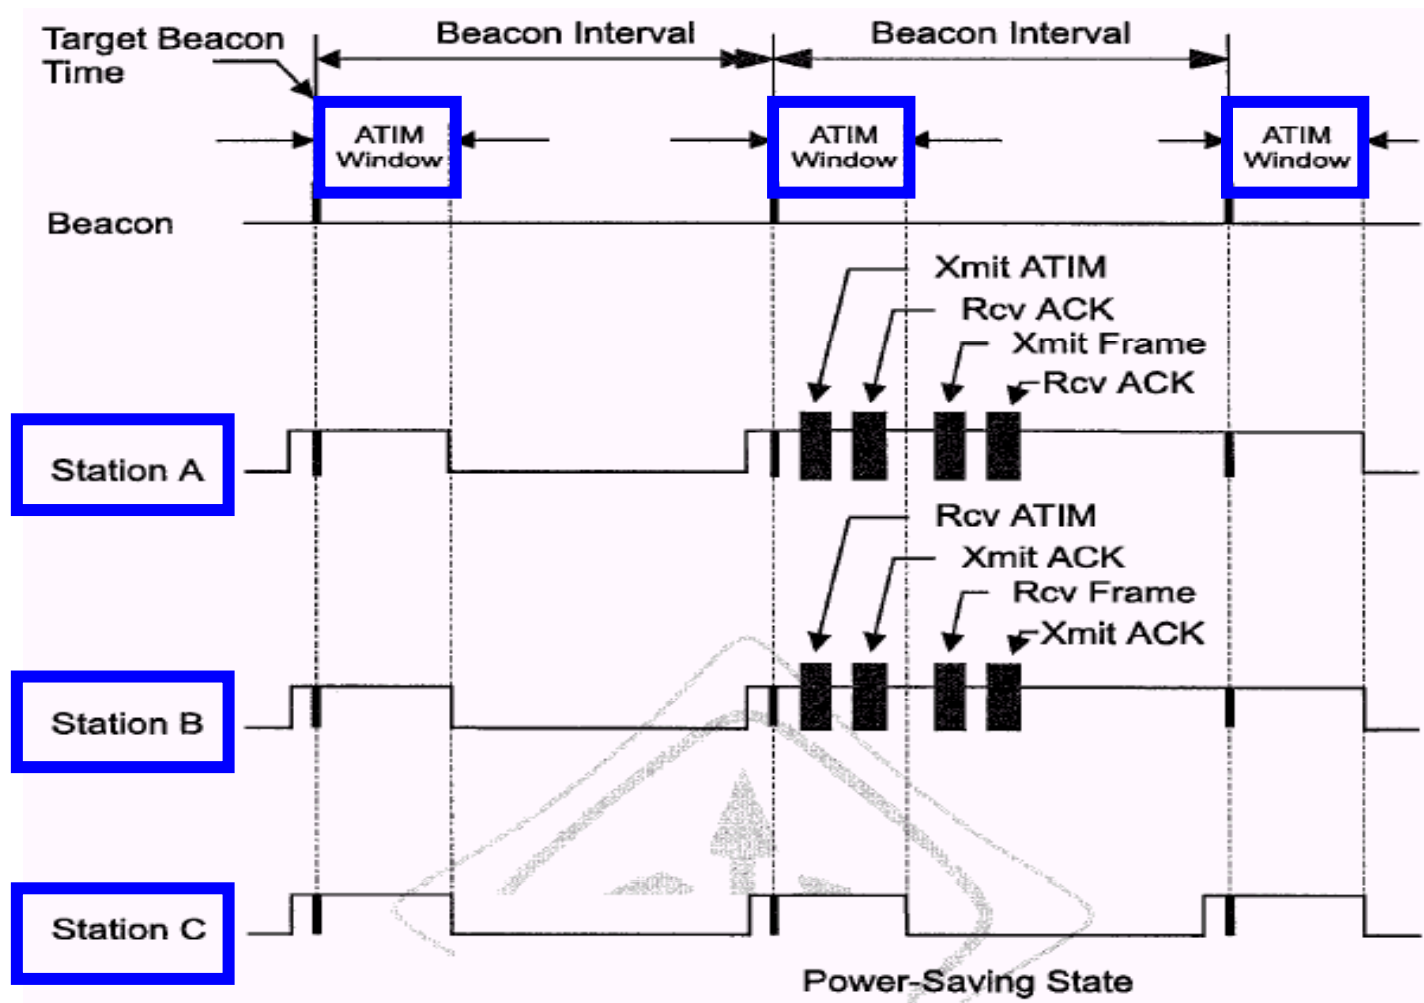 Target Beacon
Time
Beacon Interval
Beacon Interval
ATIM
Window
ATIM
Window
ATIM
Window
Beacon
Xmit ATIM
Rcv ACK
Xmit Frame
Rcv ACK
Station A
Rcv ATIM
Xmit ACK
Rcv Frame
Xmit ACK
Station B
Station C
Power-Saving State